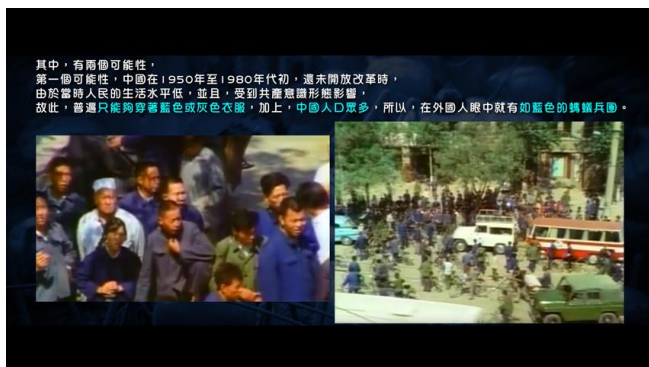 其中，有兩個可能性，
第一個可能性，中國在1950年至1980年代初，還未開放改革時，
由於當時人民的生活水平低，並且，受到共產意識形態影響，
故此，普遍只能夠穿著藍色或灰色衣服，加上，中國人口眾多，所以，在外國人眼中就有如藍色的螞蟻兵團。